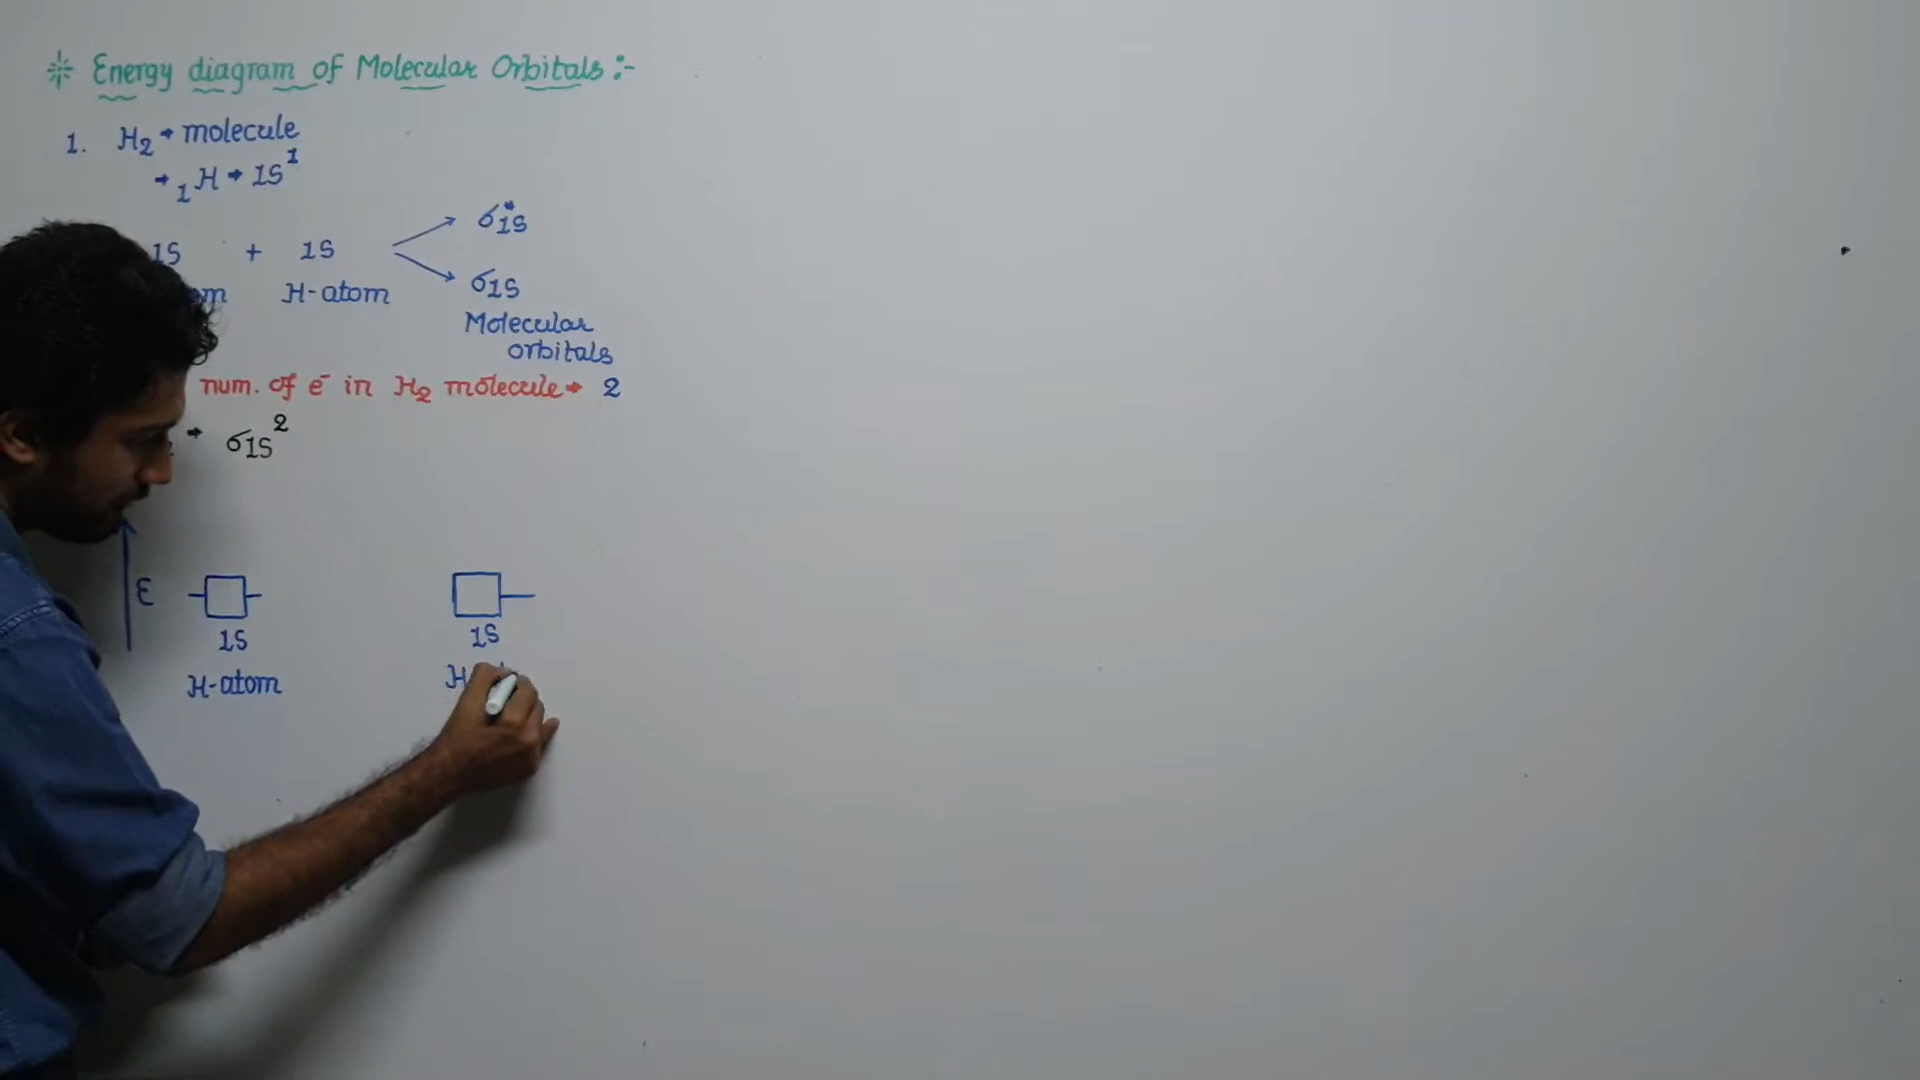 * Energy diagram of Molecular Orbitals :-
1. H₂ → molecule
→ ₁H → 1S¹
1S + 1S
H-atom
σ*1S
σ1S
Molecular
orbitals
num. of e⁻ in H₂ molecule → 2
→ σ1S²
E
1S
H-atom
1S